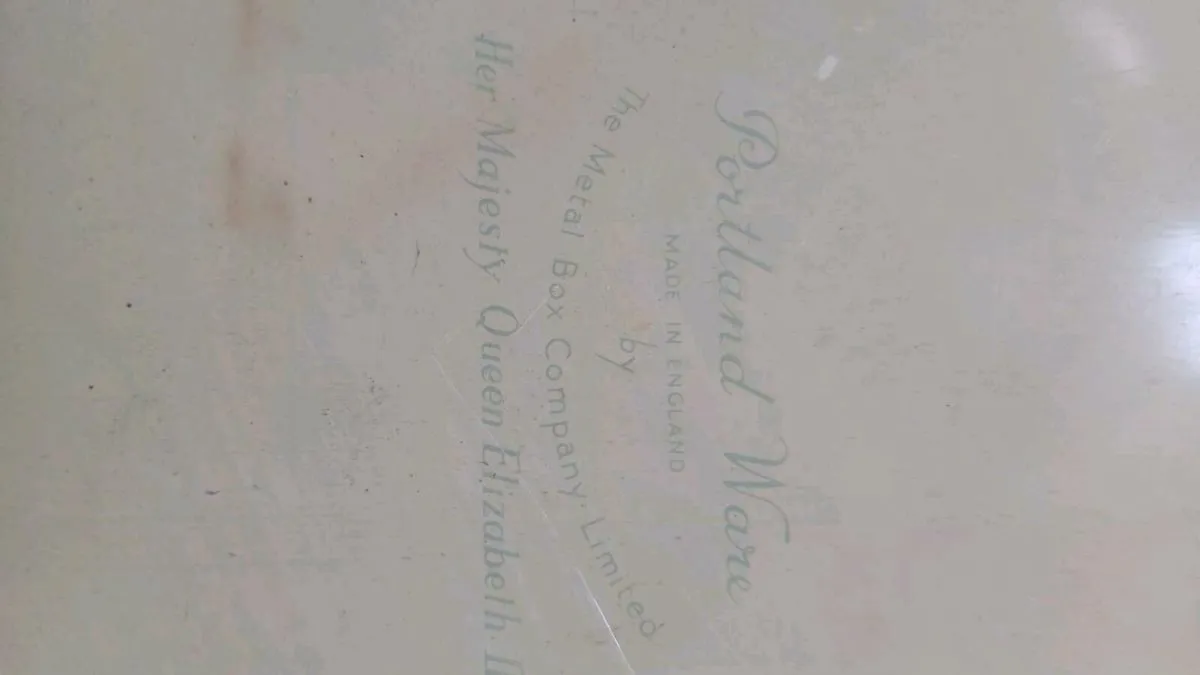 Portland Ware
MADE IN ENGLAND
by
The Metal Box Company Limited
Her Majesty Queen Elizabeth II